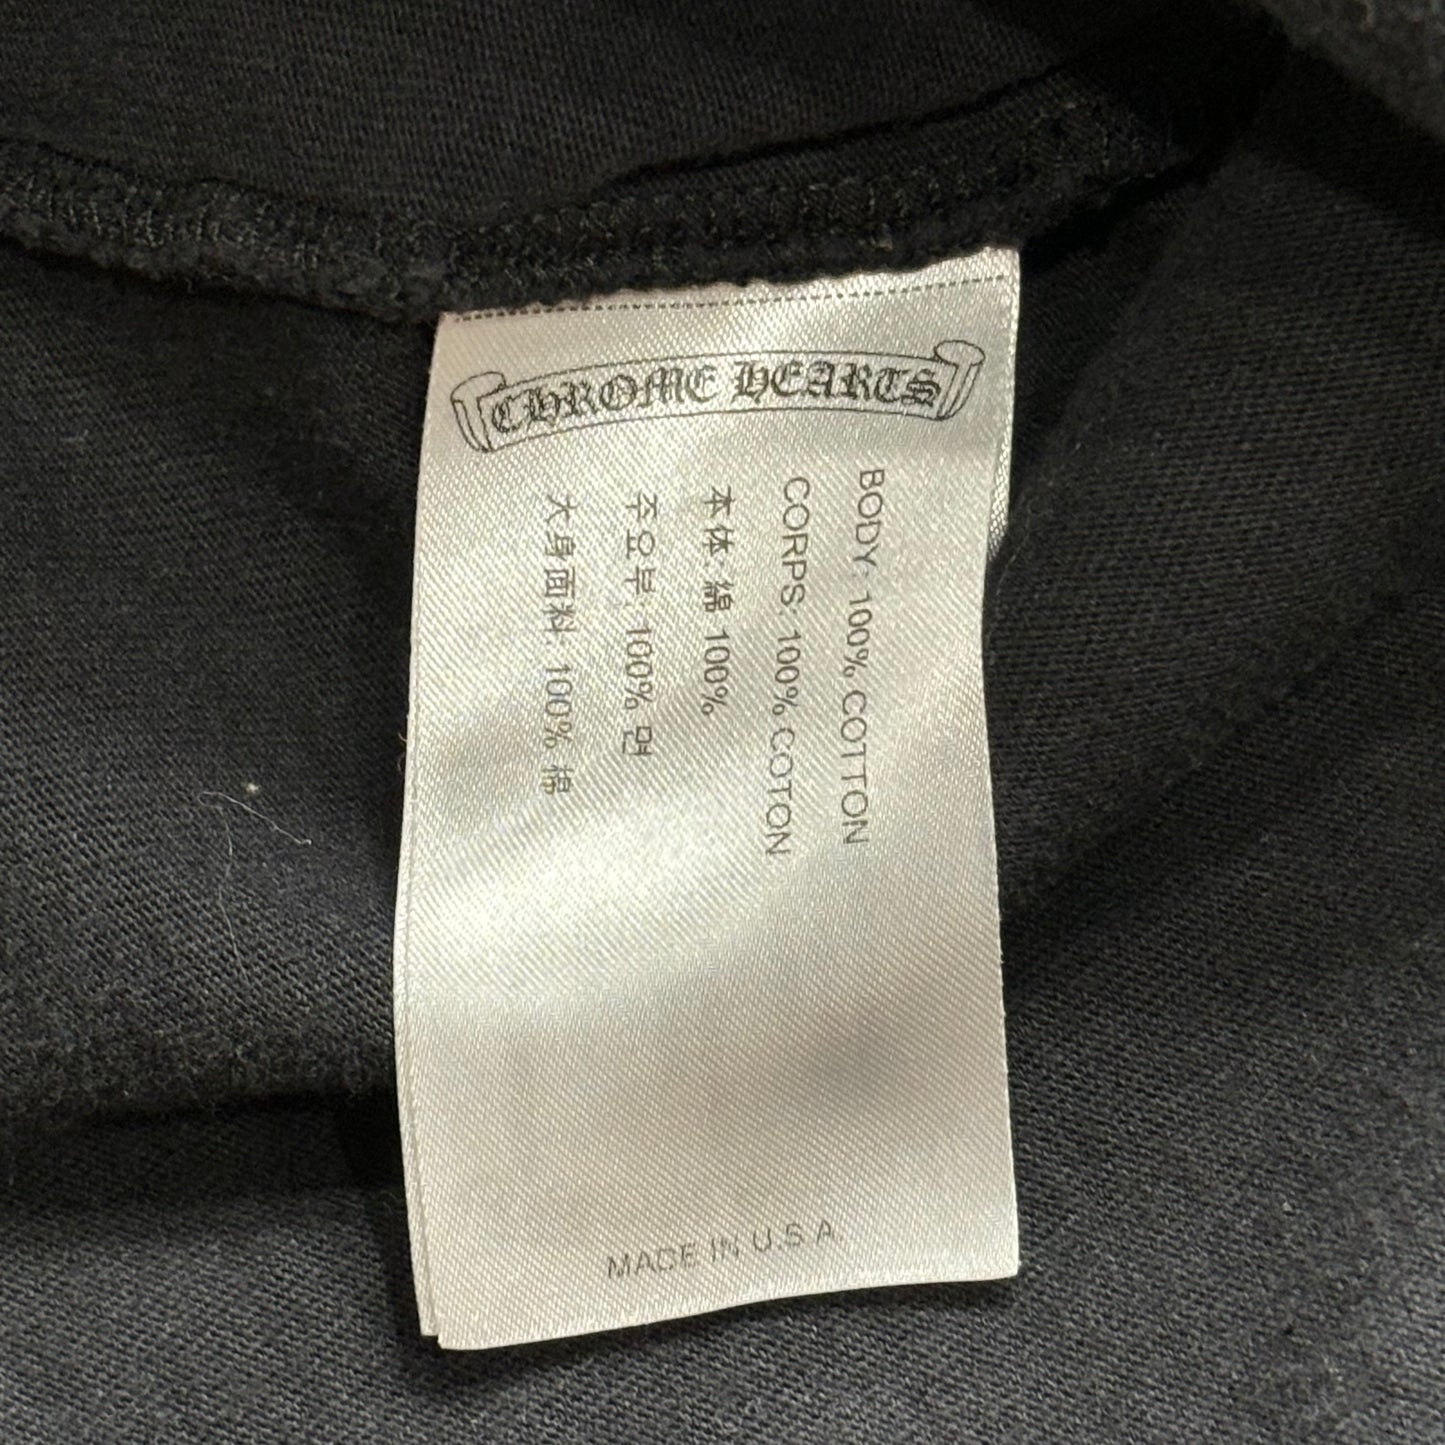 CHROME HEARTS
BODY: 100% COTTON
CORPS: 100% COTON
本体: 綿 100%
주요부: 100% 면
大身面料: 100% 棉
MADE IN U.S.A.